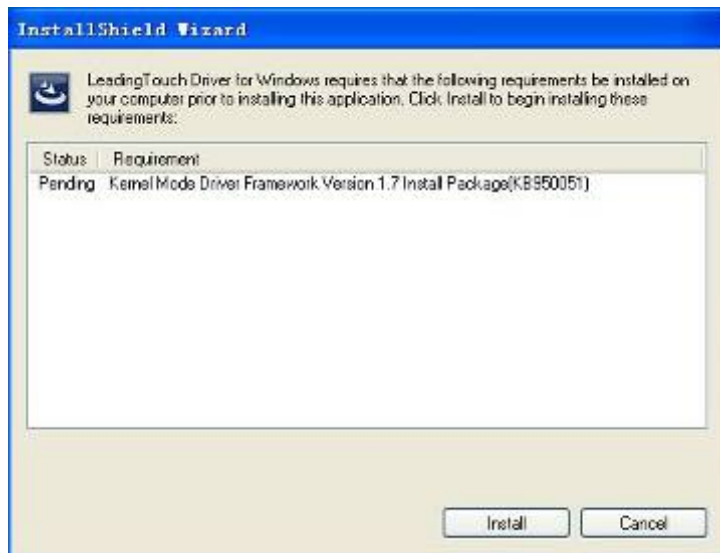 InstallShield Wizard
LeadingTouch Driver for Windows requires that the following requirements be installed on
your computer prior to installing this application. Click Install to begin installing these
requirements:
Status Requirement
Pending Kernel Mode Driver Framework Version 1.7 Install Package(KB950051)
Install Cancel